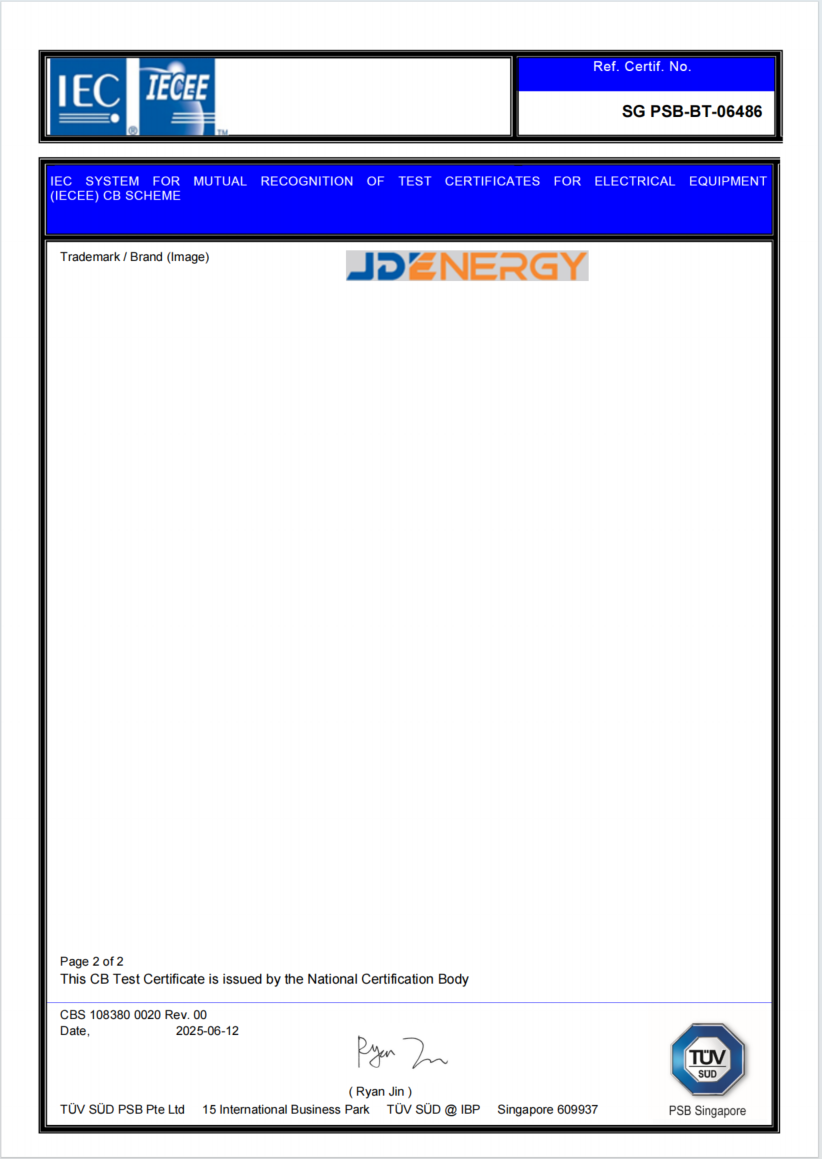 IEC
IECEE
®
TM
Ref. Certif. No.
SG PSB-BT-06486
IEC SYSTEM FOR MUTUAL RECOGNITION OF TEST CERTIFICATES FOR ELECTRICAL EQUIPMENT
(IECEE) CB SCHEME
Trademark / Brand (Image)
JDENERGY
Page 2 of 2
This CB Test Certificate is issued by the National Certification Body
CBS 108380 0020 Rev. 00
Date, 2025-06-12
Ryan Jin
( Ryan Jin )
TÜV SÜD PSB Pte Ltd 15 International Business Park TÜV SÜD @ IBP Singapore 609937
TÜV
SÜD
PSB Singapore